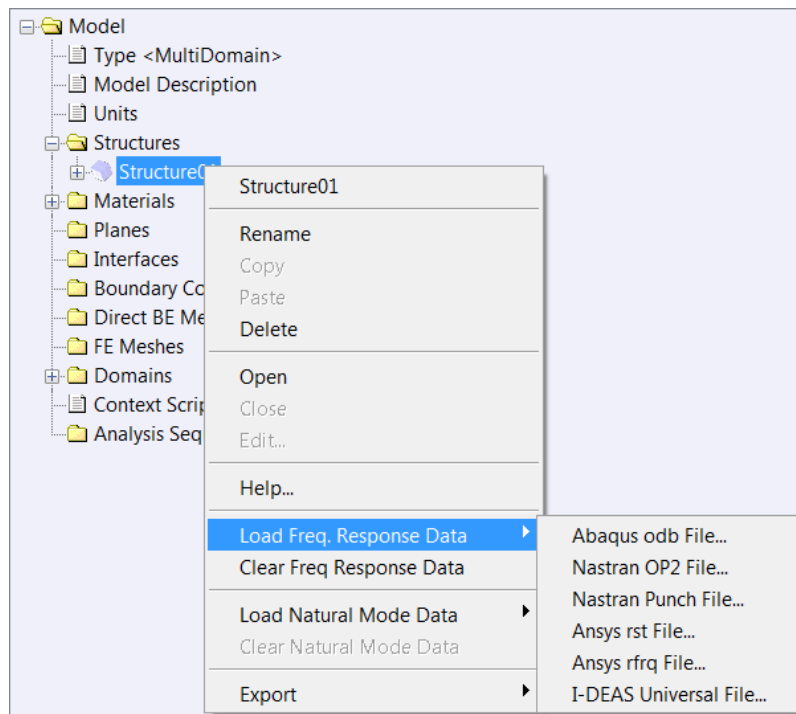 Model
Type <MultiDomain>
Model Description
Units
Structures
Structure01
Materials
Planes
Interfaces
Boundary Co
Direct BE Me
FE Meshes
Domains
Context Scrip
Analysis Seq
Structure01
Rename
Copy
Paste
Delete
Open
Close
Edit...
Help...
Load Freq. Response Data
Clear Freq Response Data
Load Natural Mode Data
Clear Natural Mode Data
Export
Abaqus odb File...
Nastran OP2 File...
Nastran Punch File...
Ansys rst File...
Ansys rfrq File...
I-DEAS Universal File...